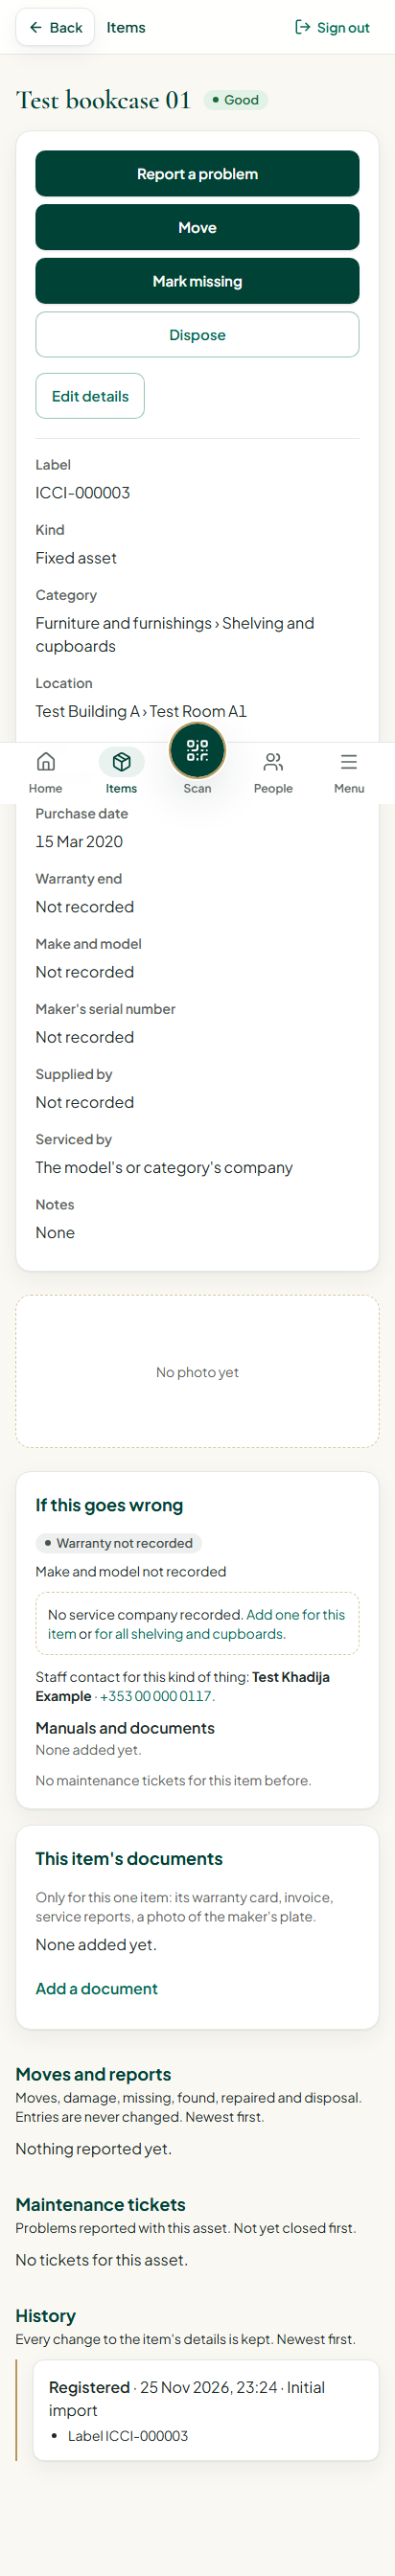 Back
Items
Sign out
Test bookcase 01
Good
Report a problem
Move
Mark missing
Dispose
Edit details
Label
ICCI-000003
Kind
Fixed asset
Category
Furniture and furnishings › Shelving and
cupboards
Location
Test Building A › Test Room A1
Home
Items
Scan
People
Menu
Purchase date
15 Mar 2020
Warranty end
Not recorded
Make and model
Not recorded
Maker's serial number
Not recorded
Supplied by
Not recorded
Serviced by
The model's or category's company
Notes
None
No photo yet
If this goes wrong
Warranty not recorded
Make and model not recorded
No service company recorded. Add one for this
item or for all shelving and cupboards.
Staff contact for this kind of thing: Test Khadija
Example · +353 00 000 0117.
Manuals and documents
None added yet.
No maintenance tickets for this item before.
This item's documents
Only for this one item: its warranty card, invoice,
service reports, a photo of the maker's plate.
None added yet.
Add a document
Moves and reports
Moves, damage, missing, found, repaired and disposal.
Entries are never changed. Newest first.
Nothing reported yet.
Maintenance tickets
Problems reported with this asset. Not yet closed first.
No tickets for this asset.
History
Every change to the item's details is kept. Newest first.
Registered · 25 Nov 2026, 23:24 · Initial
import
• Label ICCI-000003